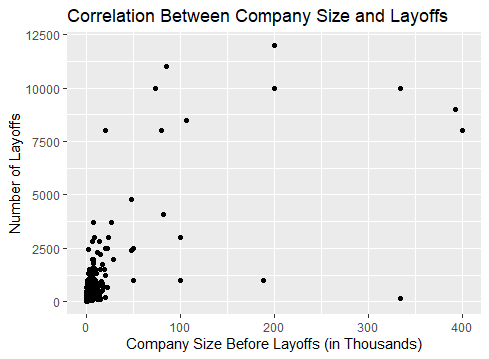 Correlation Between Company Size and Layoffs
12500
10000
7500
5000
2500
0
Number of Layoffs
0 100 200 300 400
Company Size Before Layoffs (in Thousands)